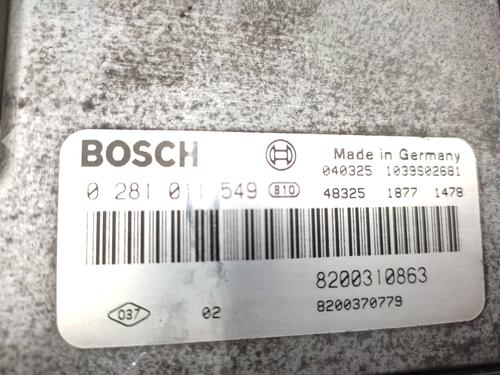 BOSCH
Made in Germany
040325 1039S02681
0 281 011 549 810 48325 1877 1478
8200310863
037 02 8200370779